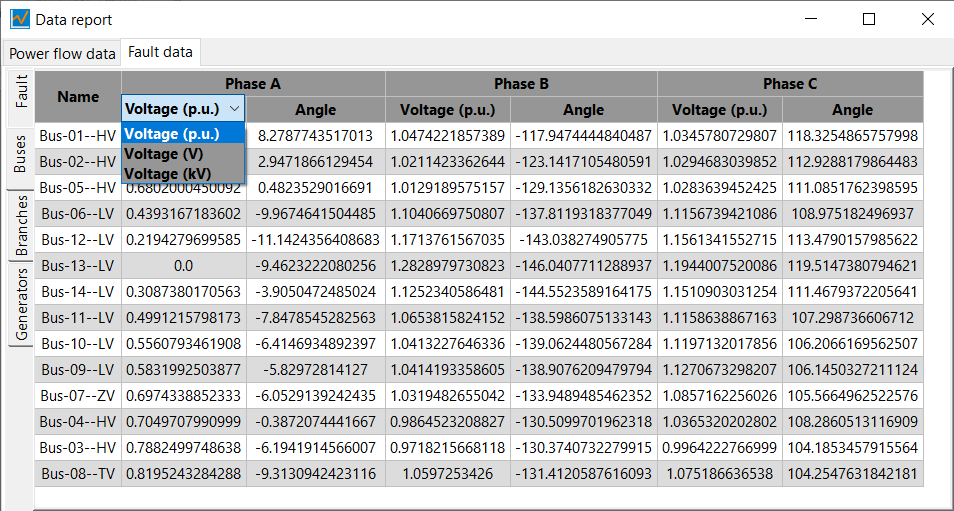 Data report
Power flow data Fault data
Fault
Buses
Branches
Generators
Name Phase A Phase B Phase C
Voltage (p.u.) Angle Voltage (p.u.) Angle Voltage (p.u.) Angle
Voltage (p.u.)
Voltage (V)
Voltage (kV)
Bus-01--HV 8.2787743517013 1.0474221857389 -117.9474444840487 1.0345780729807 118.3254865757998
Bus-02--HV 2.9471866129454 1.0211423362644 -123.1417105480591 1.0294683039852 112.9288179864483
Bus-05--HV 0.6802000450092 0.4823529016691 1.0129189575157 -129.1356182630332 1.0283639452425 111.0851762398595
Bus-06--LV 0.4393167183602 -9.9674641504485 1.1040669750807 -137.8119318377049 1.1156739421086 108.975182496937
Bus-12--LV 0.2194279699585 -11.1424356408683 1.1713761567035 -143.038274905775 1.1561341552715 113.4790157985622
Bus-13--LV 0.0 -9.4623222080256 1.2828979730823 -146.0407711288937 1.1944007520086 119.5147380794621
Bus-14--LV 0.3087380170563 -3.9050472485024 1.1252340586481 -144.5523589164175 1.1510903031254 111.4679372205641
Bus-11--LV 0.4991215798173 -7.8478545282563 1.0653815824152 -138.5986075133143 1.1158638867163 107.298736606712
Bus-10--LV 0.5560793461908 -6.4146934892397 1.0413227646336 -139.0624480567284 1.1197132017856 106.2066169562507
Bus-09--LV 0.5831992503877 -5.82972814127 1.0414193358605 -138.9076209479794 1.1270673298207 106.1450327211124
Bus-07--ZV 0.6974338852333 -6.0529139242435 1.0319482655042 -133.9489485462352 1.0857162256026 105.5664962522576
Bus-04--HV 0.7049707990999 -0.3872074441667 0.9864523208827 -130.5099701962318 1.0365320202802 108.2860513116909
Bus-03--HV 0.7882499748638 -6.1941914566007 0.9718215668118 -130.3740732279915 0.9964222766999 104.1853457915564
Bus-08--TV 0.8195243284288 -9.3130942423116 1.0597253426 -131.4120587616093 1.075186636538 104.2547631842181